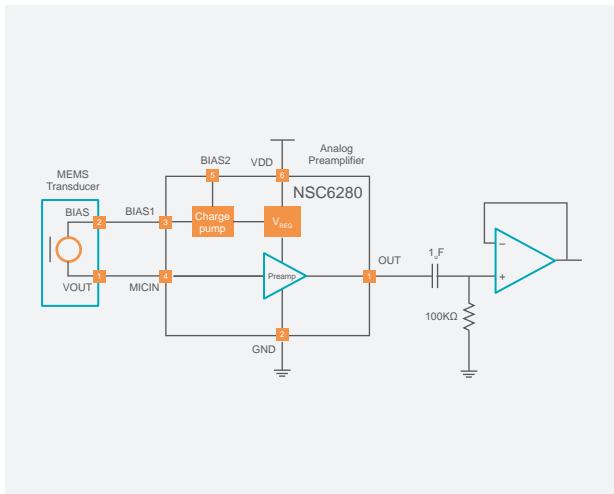 Analog
Preamplifier
BIAS2
VDD
MEMS
Transducer
5
6
NSC6280
BIAS
2
BIAS1
3
Charge
pump
VREG
OUT
1uF
−
+
VOUT
1
MICIN
4
Preamp
1
100KΩ
2
GND